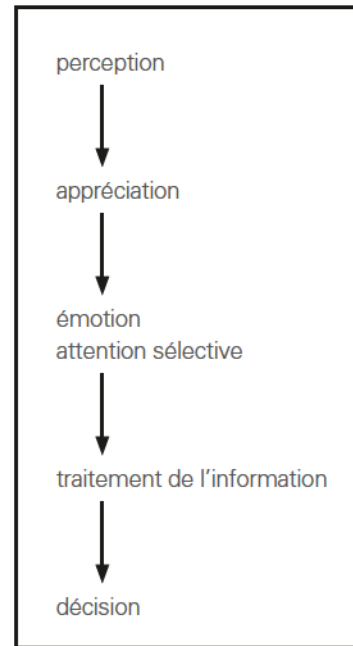 perception
appréciation
émotion
attention sélective
traitement de l'information
décision